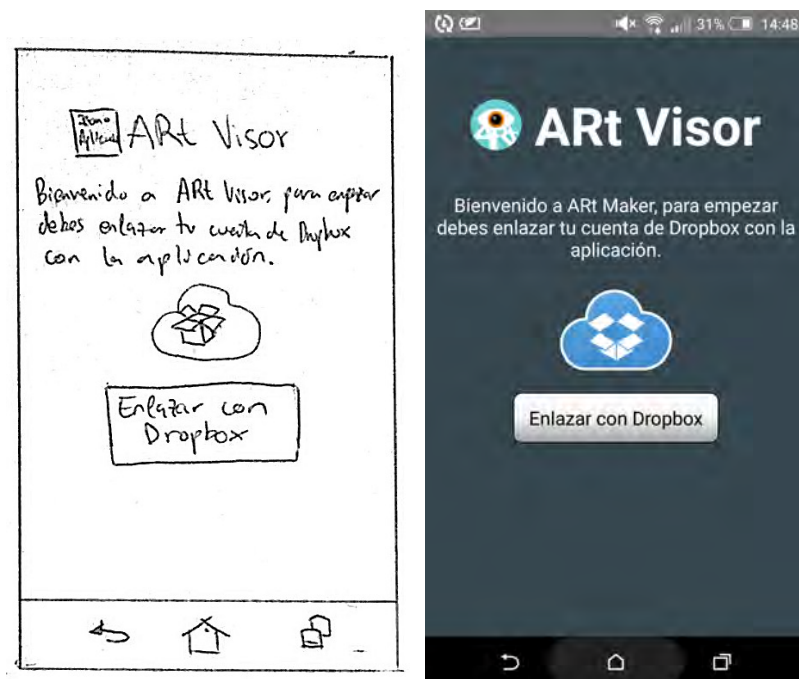 Icono
Aplicac
ARt Visor
Bienvenido a ARt Visor, para empezar
debes enlazar tu cuenta de Dropbox
con la aplicación.
Enlazar con
Dropbox
31% 14:48
ARt Visor
Bienvenido a ARt Maker, para empezar
debes enlazar tu cuenta de Dropbox con la
aplicación.
Enlazar con Dropbox